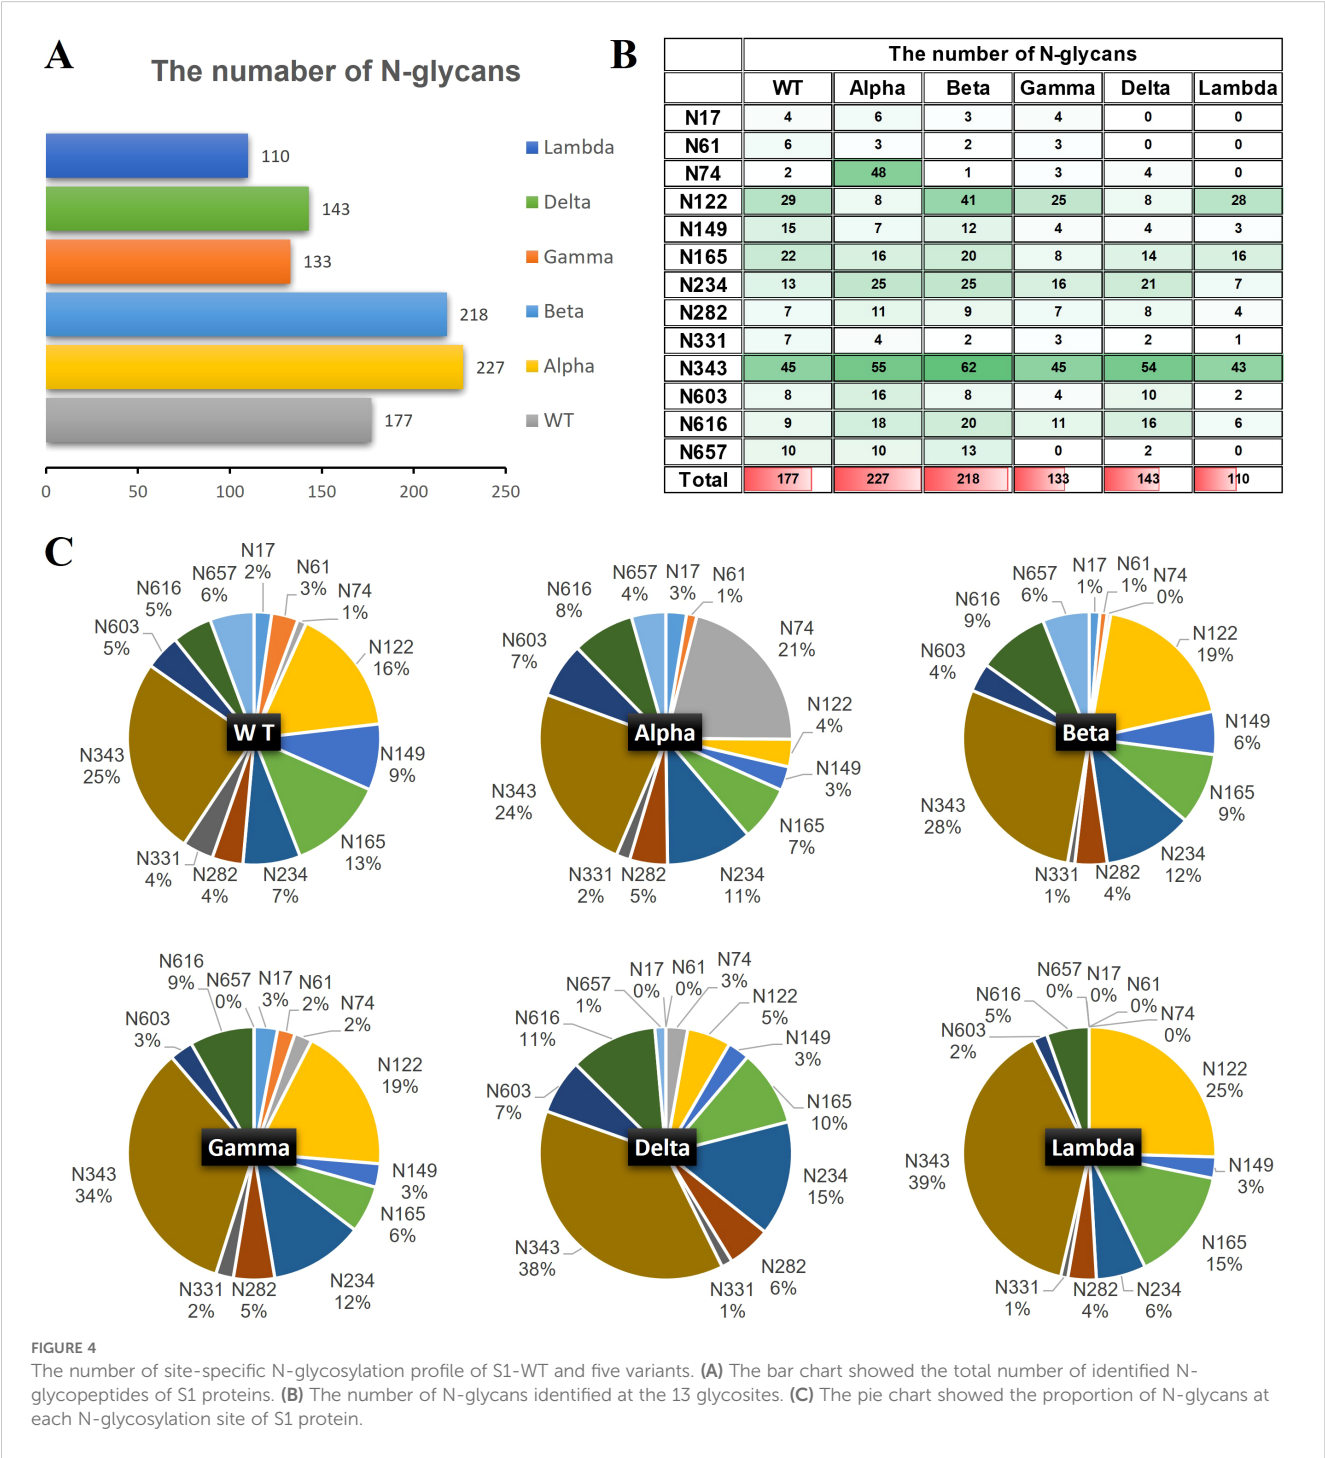 A
The numaber of N-glycans
110
143
133
218
227
177
0 50 100 150 200 250
Lambda
Delta
Gamma
Beta
Alpha
WT
B
The number of N-glycans
WT Alpha Beta Gamma Delta Lambda
N17 4 6 3 4 0 0
N61 6 3 2 3 0 0
N74 2 48 1 3 4 0
N122 29 8 41 25 8 28
N149 15 7 12 4 4 3
N165 22 16 20 8 14 16
N234 13 25 25 16 21 7
N282 7 11 9 7 8 4
N331 7 4 2 3 2 1
N343 45 55 62 45 54 43
N603 8 16 8 4 10 2
N616 9 18 20 11 16 6
N657 10 10 13 0 2 0
Total 177 227 218 133 143 110
C
W T
N17
2%
N61
3%
N74
1%
N122
16%
N149
9%
N165
13%
N234
7%
N282
4%
N331
4%
N343
25%
N603
5%
N616
5%
N657
6%
Alpha
N17
3%
N61
1%
N74
21%
N122
4%
N149
3%
N165
7%
N234
11%
N282
5%
N331
2%
N343
24%
N603
7%
N616
8%
N657
4%
Beta
N17
1%
N61
1%
N74
0%
N122
19%
N149
6%
N165
9%
N234
12%
N282
4%
N331
1%
N343
28%
N603
4%
N616
9%
N657
6%
Gamma
N17
3%
N61
2%
N74
2%
N122
19%
N149
3%
N165
6%
N234
12%
N282
5%
N331
2%
N343
34%
N603
3%
N616
9%
N657
0%
Delta
N17
0%
N61
0%
N74
3%
N122
5%
N149
3%
N165
10%
N234
15%
N282
6%
N331
1%
N343
38%
N603
7%
N616
11%
N657
1%
Lambda
N17
0%
N61
0%
N74
0%
N122
25%
N149
3%
N165
15%
N234
6%
N282
4%
N331
1%
N343
39%
N603
2%
N616
5%
N657
0%
FIGURE 4
The number of site-specific N-glycosylation profile of S1-WT and five variants. (A) The bar chart showed the total number of identified N-
glycopeptides of S1 proteins. (B) The number of N-glycans identified at the 13 glycosites. (C) The pie chart showed the proportion of N-glycans at
each N-glycosylation site of S1 protein.